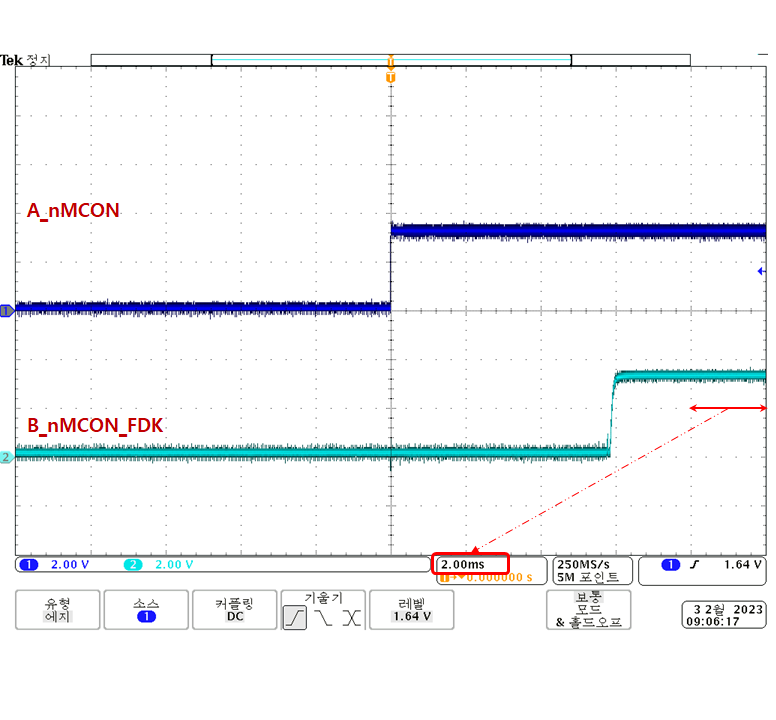 Tek 정지
T
T
A_nMCON
1
B_nMCON_FDK
2
1 2.00 V 2 2.00 V
2.00ms
0.000000 s
250MS/s
5M 포인트
1 1.64 V
유형
에지
소스
1
커플링
DC
기울기
레벨
1.64 V
보통
모드
& 홀드오프
3 2월 2023
09:06:17